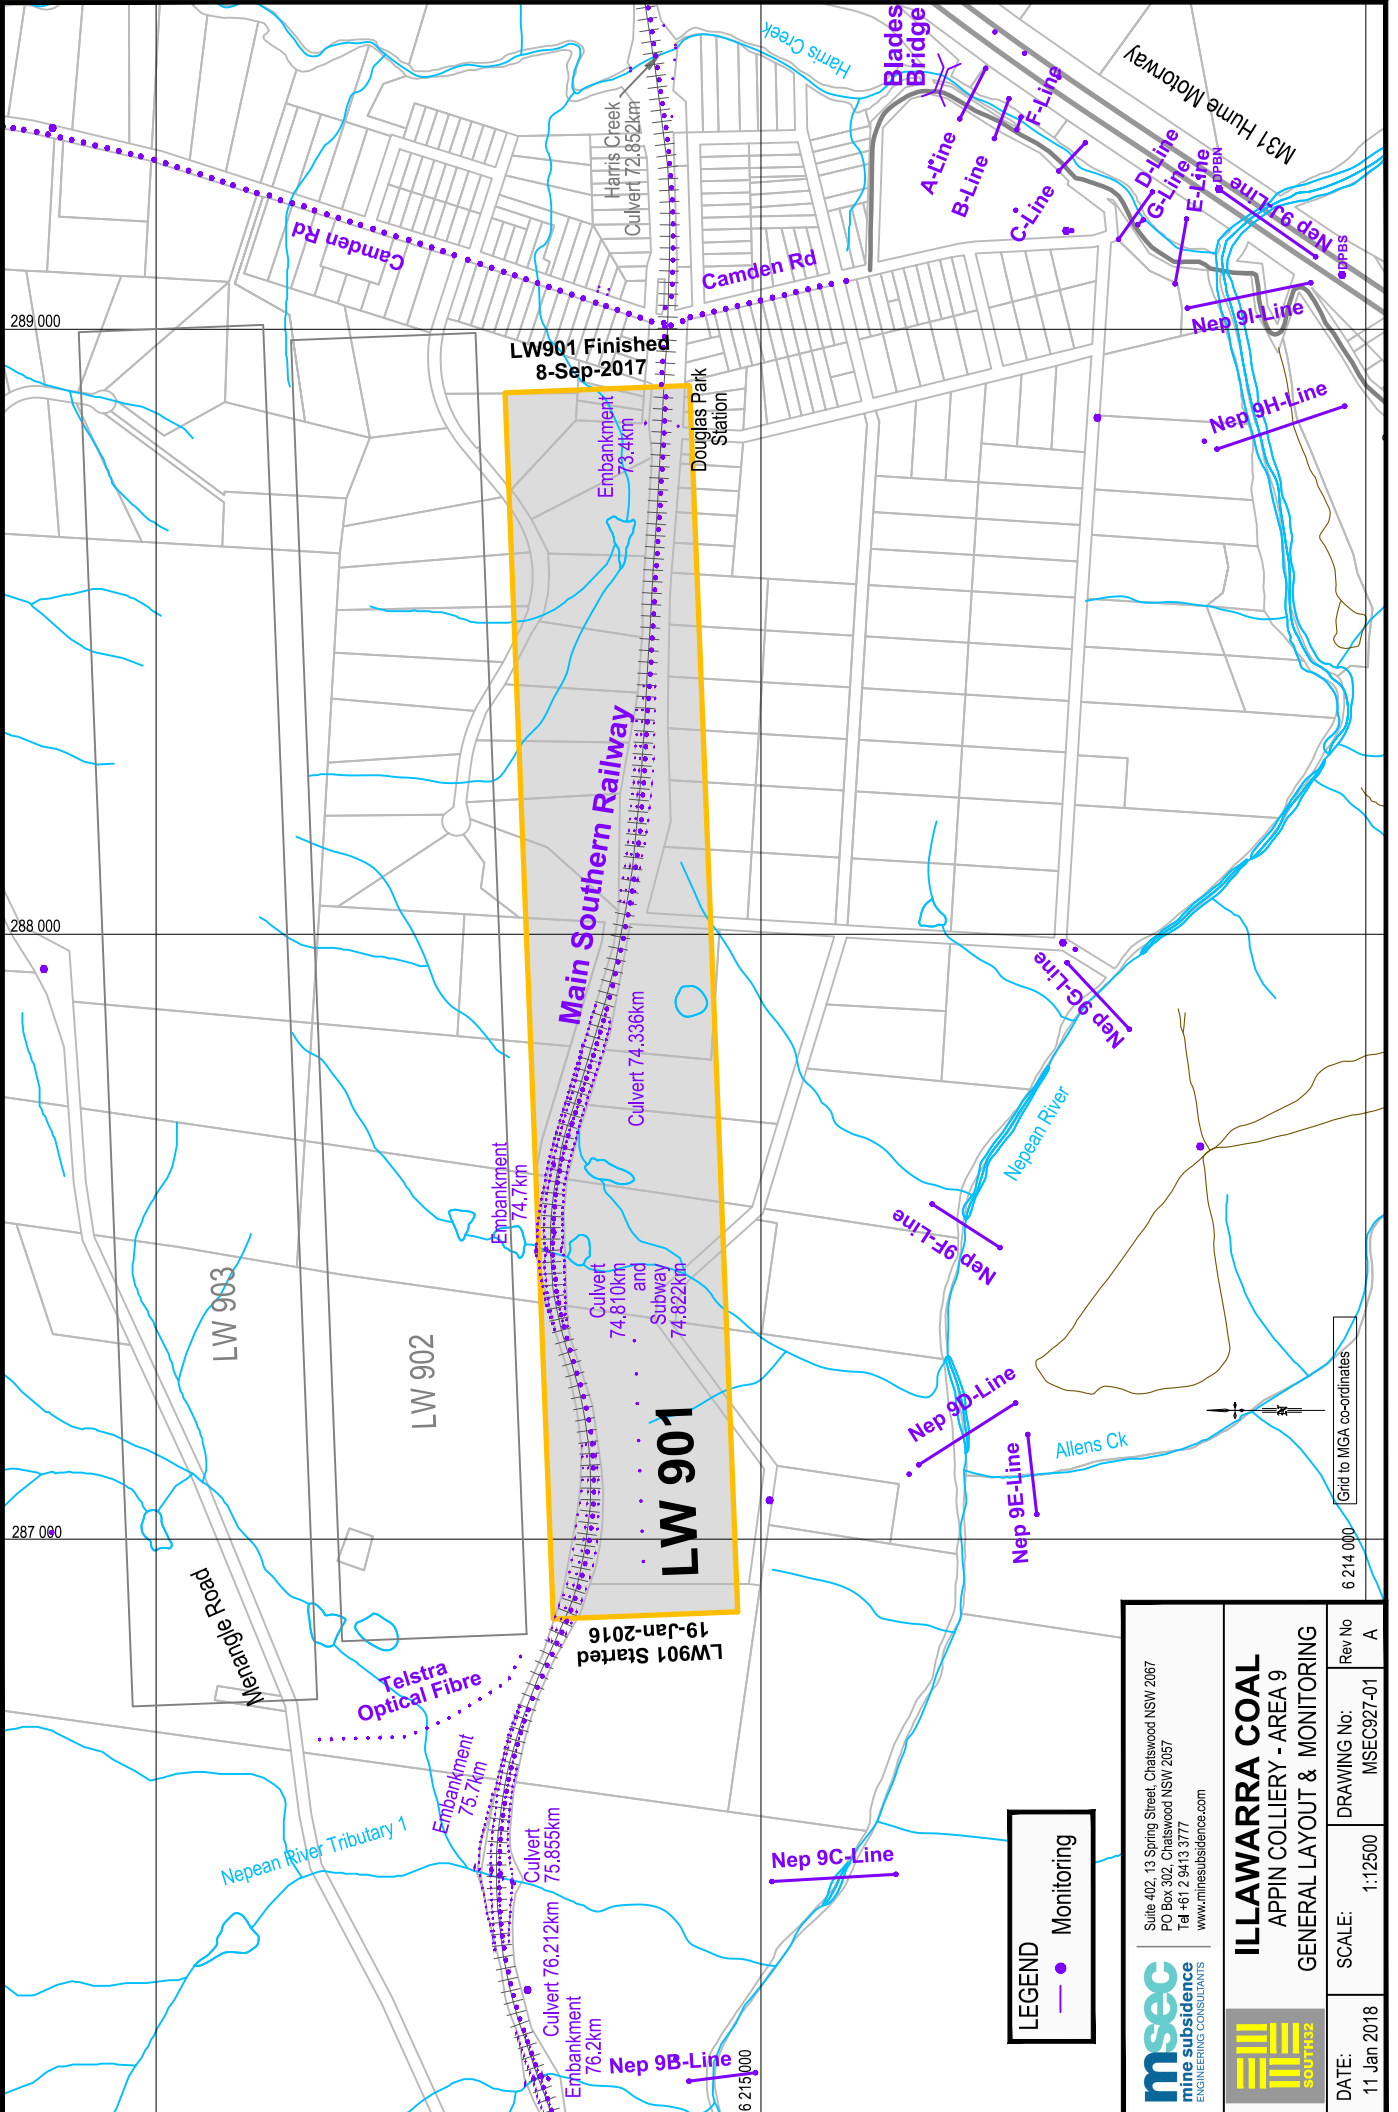 Harris Creek
Blades
Bridge
M31 Hume Motorway
Harris Creek
Culvert 72.852km
A-Line
B-Line
F-Line
C-Line
D-Line
G-Line
E-Line
DPBN
Nep 9J-Line
DPBS
Camden Rd
Camden Rd
289 000
Nep 9I-Line
LW901 Finished
8-Sep-2017
Douglas Park
Station
Embankment
73.4km
Nep 9H-Line
Main Southern Railway
288 000
Nep 9G-Line
Culvert 74.336km
Nepean River
Embankment
74.7km
Nep 9F-Line
Culvert
74.810km
and
Subway
74.822km
LW 903
LW 902
LW 901
Nep 9D-Line
Allens Ck
Nep 9E-Line
Grid to MGA co-ordinates
N
287 000
6 214 000
Menangle Road
LW901 Started
19-Jan-2016
Telstra
Optical Fibre
Embankment
75.7km
Nepean River Tributary 1
Culvert
75.855km
Nep 9C-Line
Culvert 76.212km
Embankment
76.2km
Nep 9B-Line
6 215 000
LEGEND
Monitoring
msec
mine subsidence
ENGINEERING CONSULTANTS
Suite 402, 13 Spring Street, Chatswood NSW 2067
PO Box 302, Chatswood NSW 2057
Tel +61 2 9413 3777
www.minesubsidence.com
SOUTH32
ILLAWARRA COAL
APPIN COLLIERY - AREA 9
GENERAL LAYOUT & MONITORING
DATE:
11 Jan 2018
SCALE:
1:12500
DRAWING No:
MSEC927-01
Rev No
A